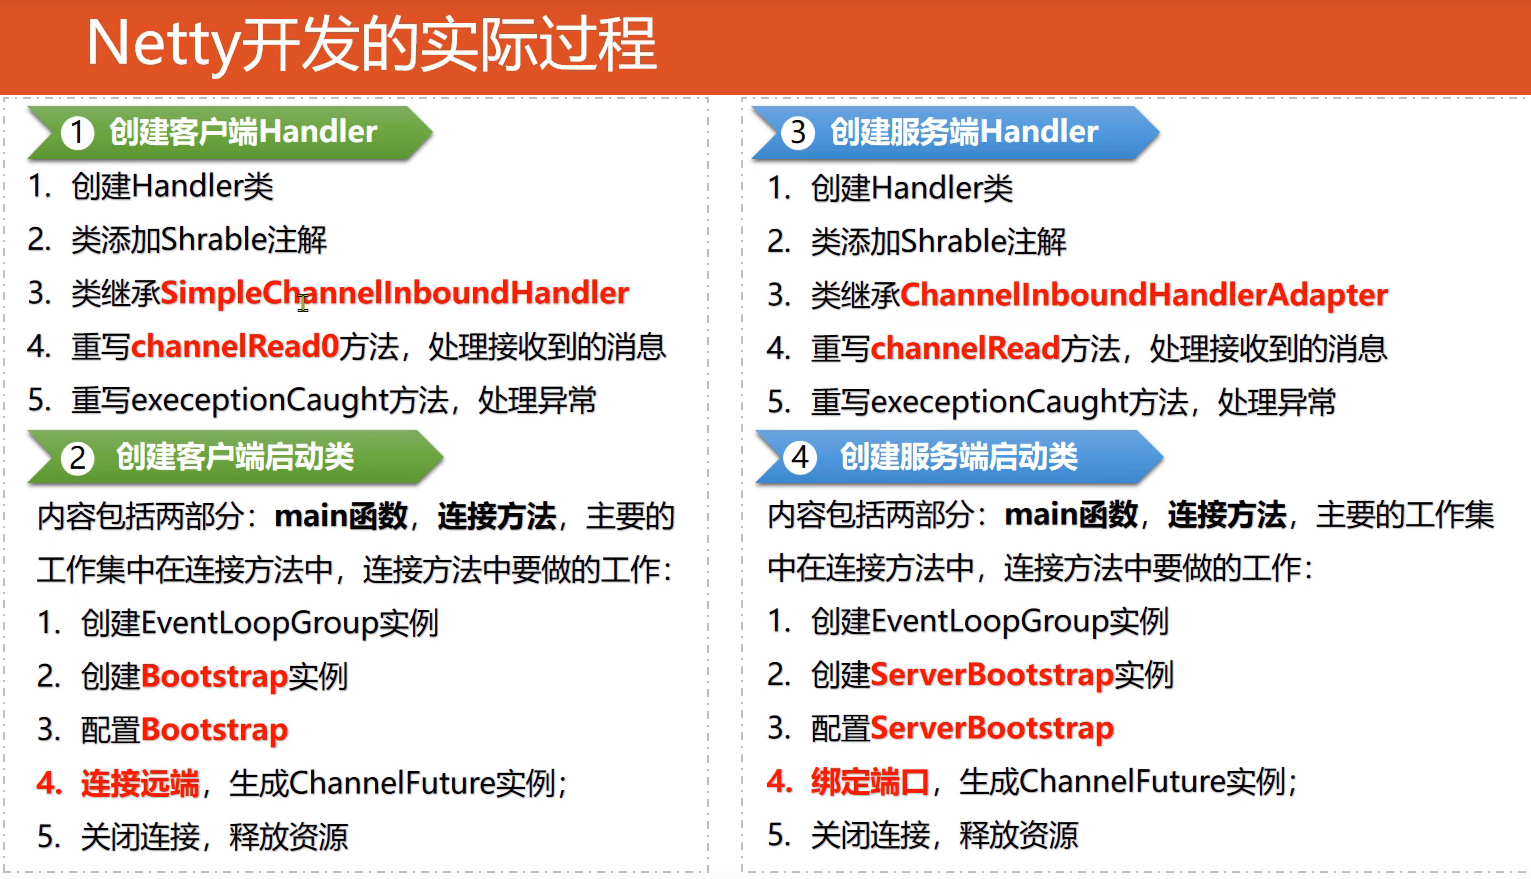 Netty开发的实际过程
① 创建客户端Handler
1. 创建Handler类
2. 类添加Shrable注解
3. 类继承SimpleChannelInboundHandler
4. 重写channelRead0方法，处理接收到的消息
5. 重写execeptionCaught方法，处理异常
② 创建客户端启动类
内容包括两部分：main函数，连接方法，主要的
工作集中在连接方法中，连接方法中要做的工作：
1. 创建EventLoopGroup实例
2. 创建Bootstrap实例
3. 配置Bootstrap
4. 连接远端，生成ChannelFuture实例；
5. 关闭连接，释放资源
③ 创建服务端Handler
1. 创建Handler类
2. 类添加Shrable注解
3. 类继承ChannelInboundHandlerAdapter
4. 重写channelRead方法，处理接收到的消息
5. 重写execeptionCaught方法，处理异常
④ 创建服务端启动类
内容包括两部分：main函数，连接方法，主要的工作集
中在连接方法中，连接方法中要做的工作：
1. 创建EventLoopGroup实例
2. 创建ServerBootstrap实例
3. 配置ServerBootstrap
4. 绑定端口，生成ChannelFuture实例；
5. 关闭连接，释放资源